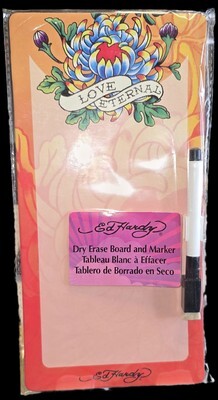 LOVE
ETERNAL
Ed Hardy
Dry Erase Board and Marker
Tableau Blanc à Effacer
Tablero de Borrado en Seco
Ed Hardy